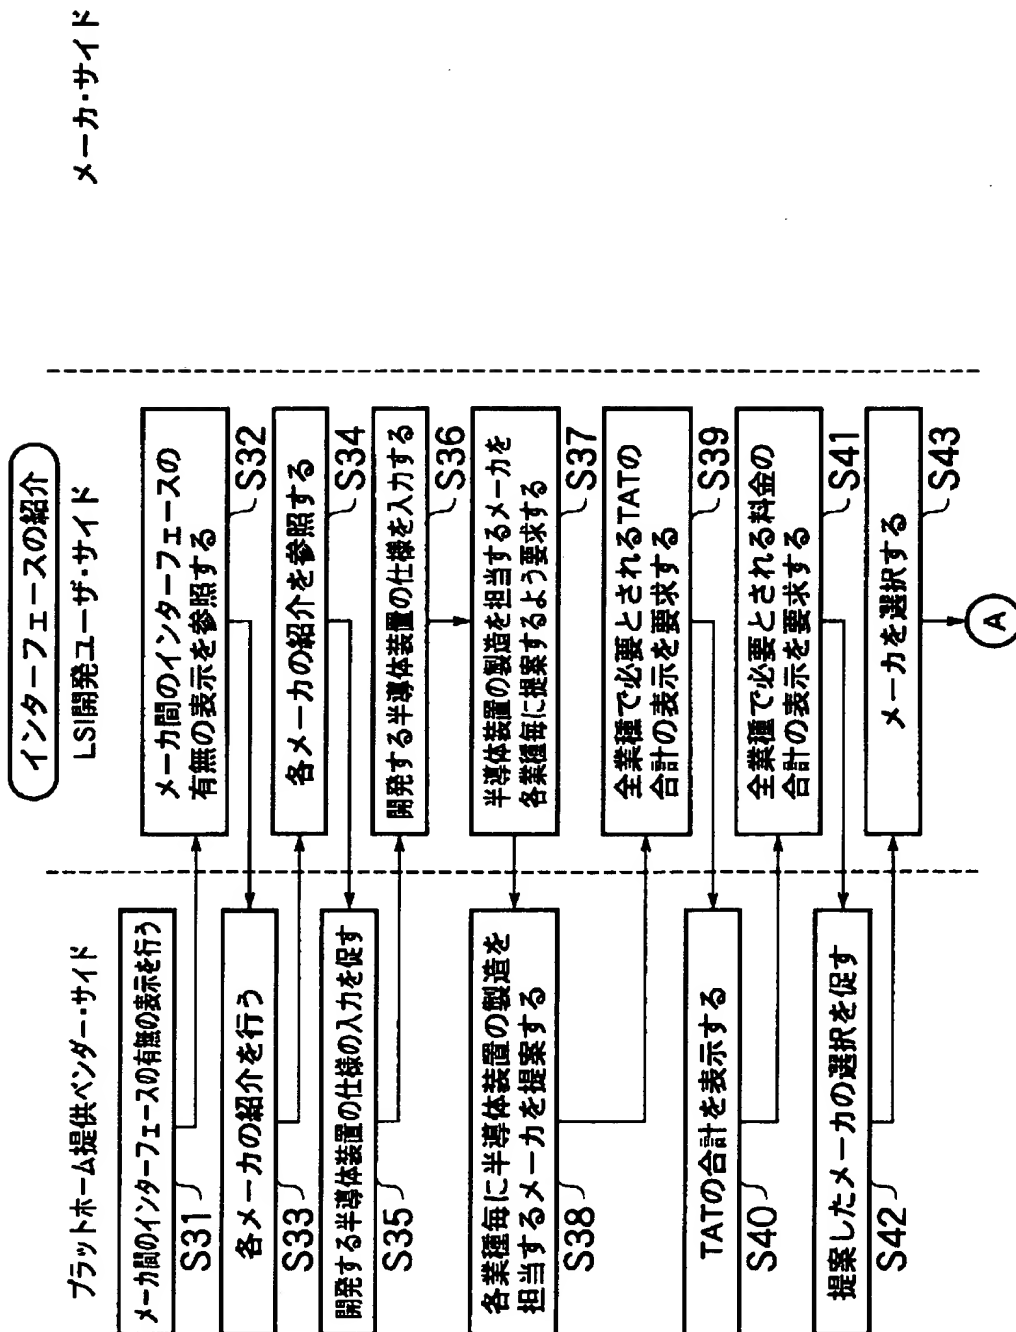 インターフェースの紹介
プラットホーム提供ベンダー・サイド
LSI開発ユーザ・サイド
メーカ・サイド
メーカ間のインターフェースの有無の表示を行う
S31
メーカ間のインターフェースの
有無の表示を参照する
S32
各メーカの紹介を行う
S33
各メーカの紹介を参照する
S34
開発する半導体装置の仕様の入力を促す
S35
開発する半導体装置の仕様を入力する
S36
半導体装置の製造を担当するメーカを
各業種毎に提案するよう要求する
S37
各業種毎に半導体装置の製造を
担当するメーカを提案する
S38
全業種で必要とされるTATの
合計の表示を要求する
S39
TATの合計を表示する
S40
全業種で必要とされる料金の
合計の表示を要求する
S41
提案したメーカの選択を促す
S42
メーカを選択する
S43
A